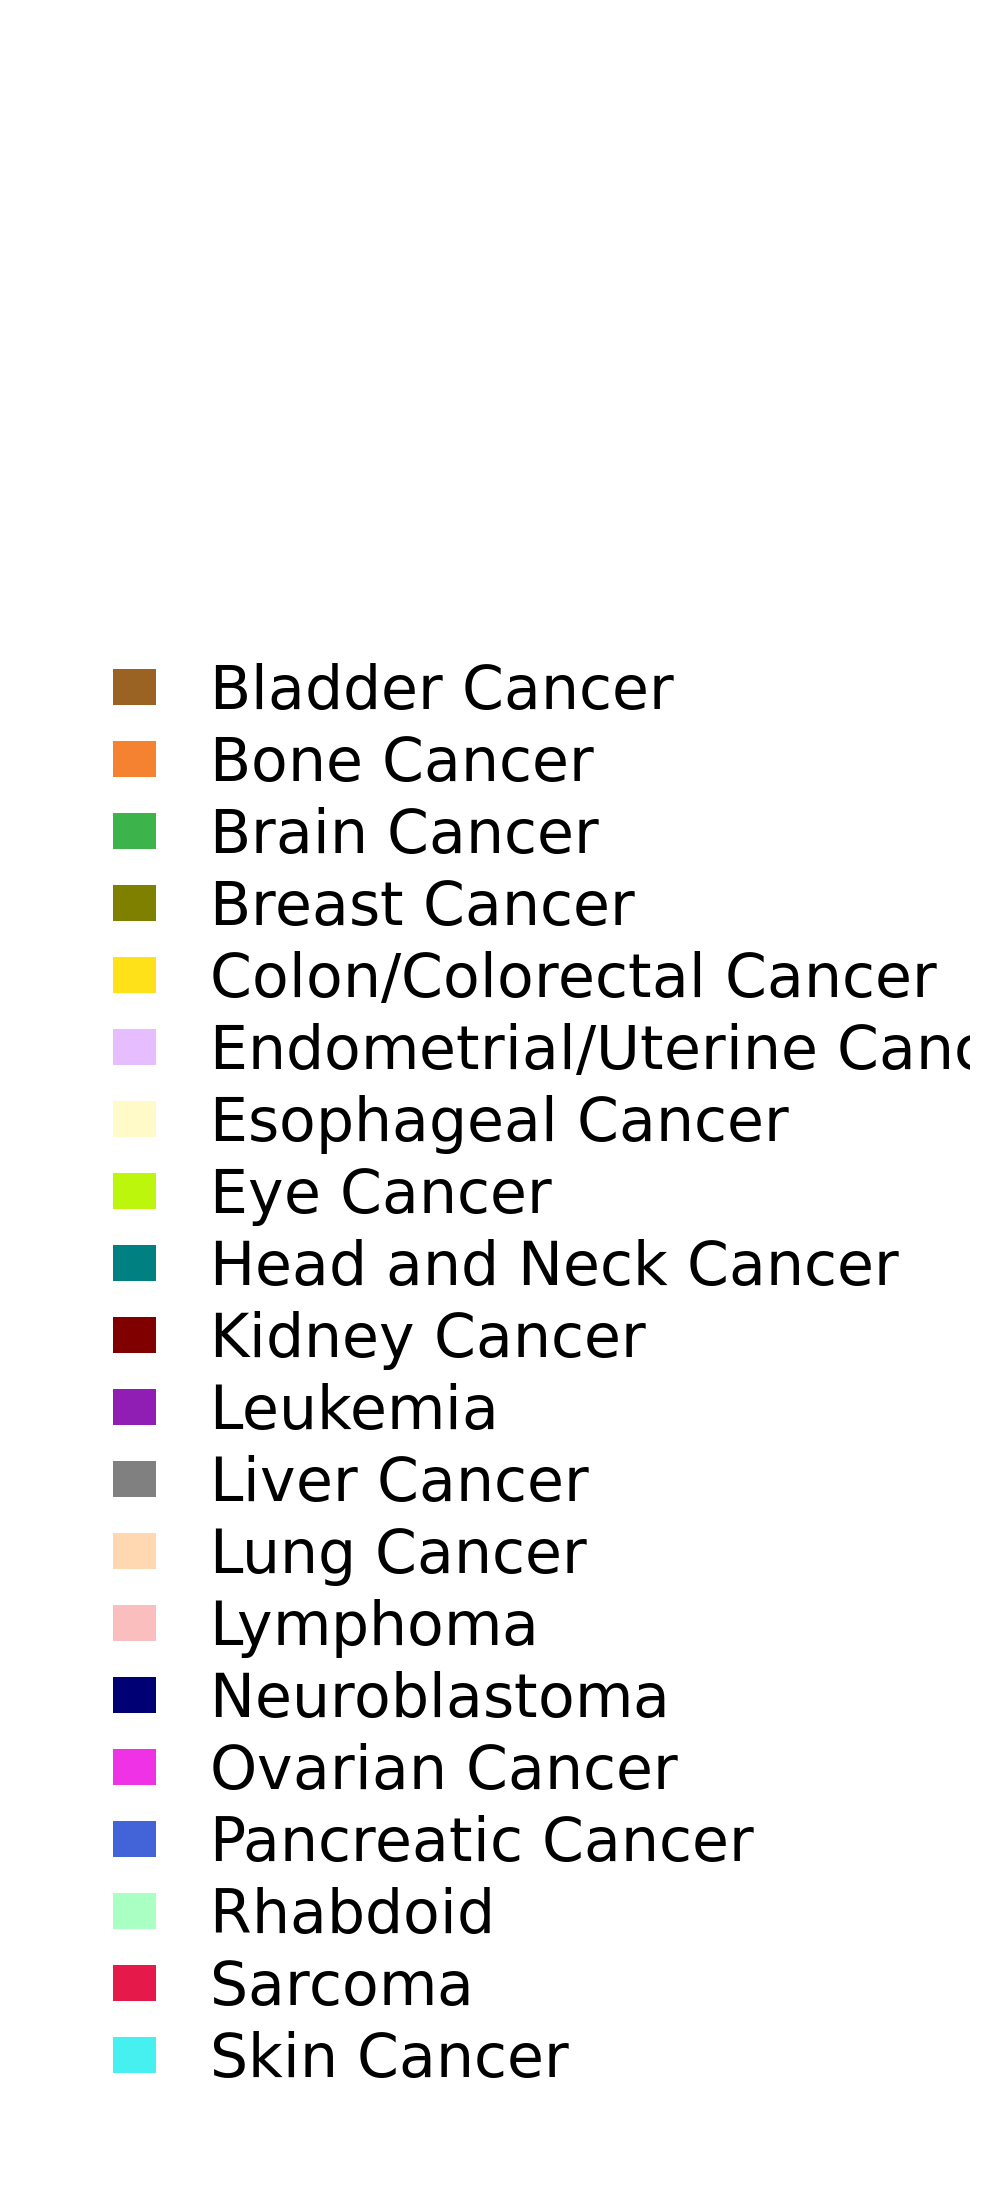 Bladder Cancer
Bone Cancer
Brain Cancer
Breast Cancer
Colon/Colorectal Cancer
Endometrial/Uterine Canc
Esophageal Cancer
Eye Cancer
Head and Neck Cancer
Kidney Cancer
Leukemia
Liver Cancer
Lung Cancer
Lymphoma
Neuroblastoma
Ovarian Cancer
Pancreatic Cancer
Rhabdoid
Sarcoma
Skin Cancer